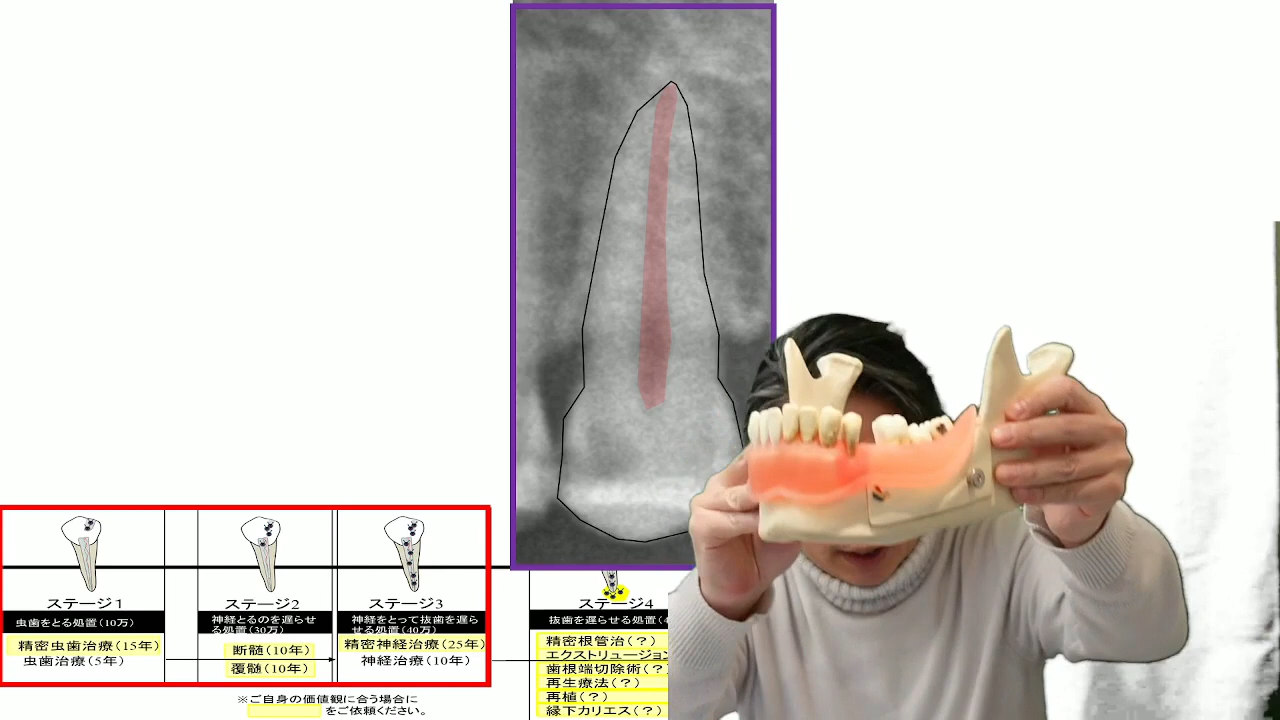 ステージ1
虫歯をとる処置(10万)
精密虫歯治療(15年)
虫歯治療(5年)
ステージ2
神経とるのを遅らせ
る処置(30万)
断髄(10年)
覆髄(10年)
ステージ3
神経をとって抜歯を遅ら
せる処置(40万)
精密神経治療(25年)
神経治療(10年)
ステージ4
抜歯を遅らせる処置(4
精密根管治(?)
エクストリュージョン
歯根端切除術(?
再生療法(?)
再植(?)
縁下カリエス(?)
※ご自身の価値観に合う場合に
をご依頼ください。